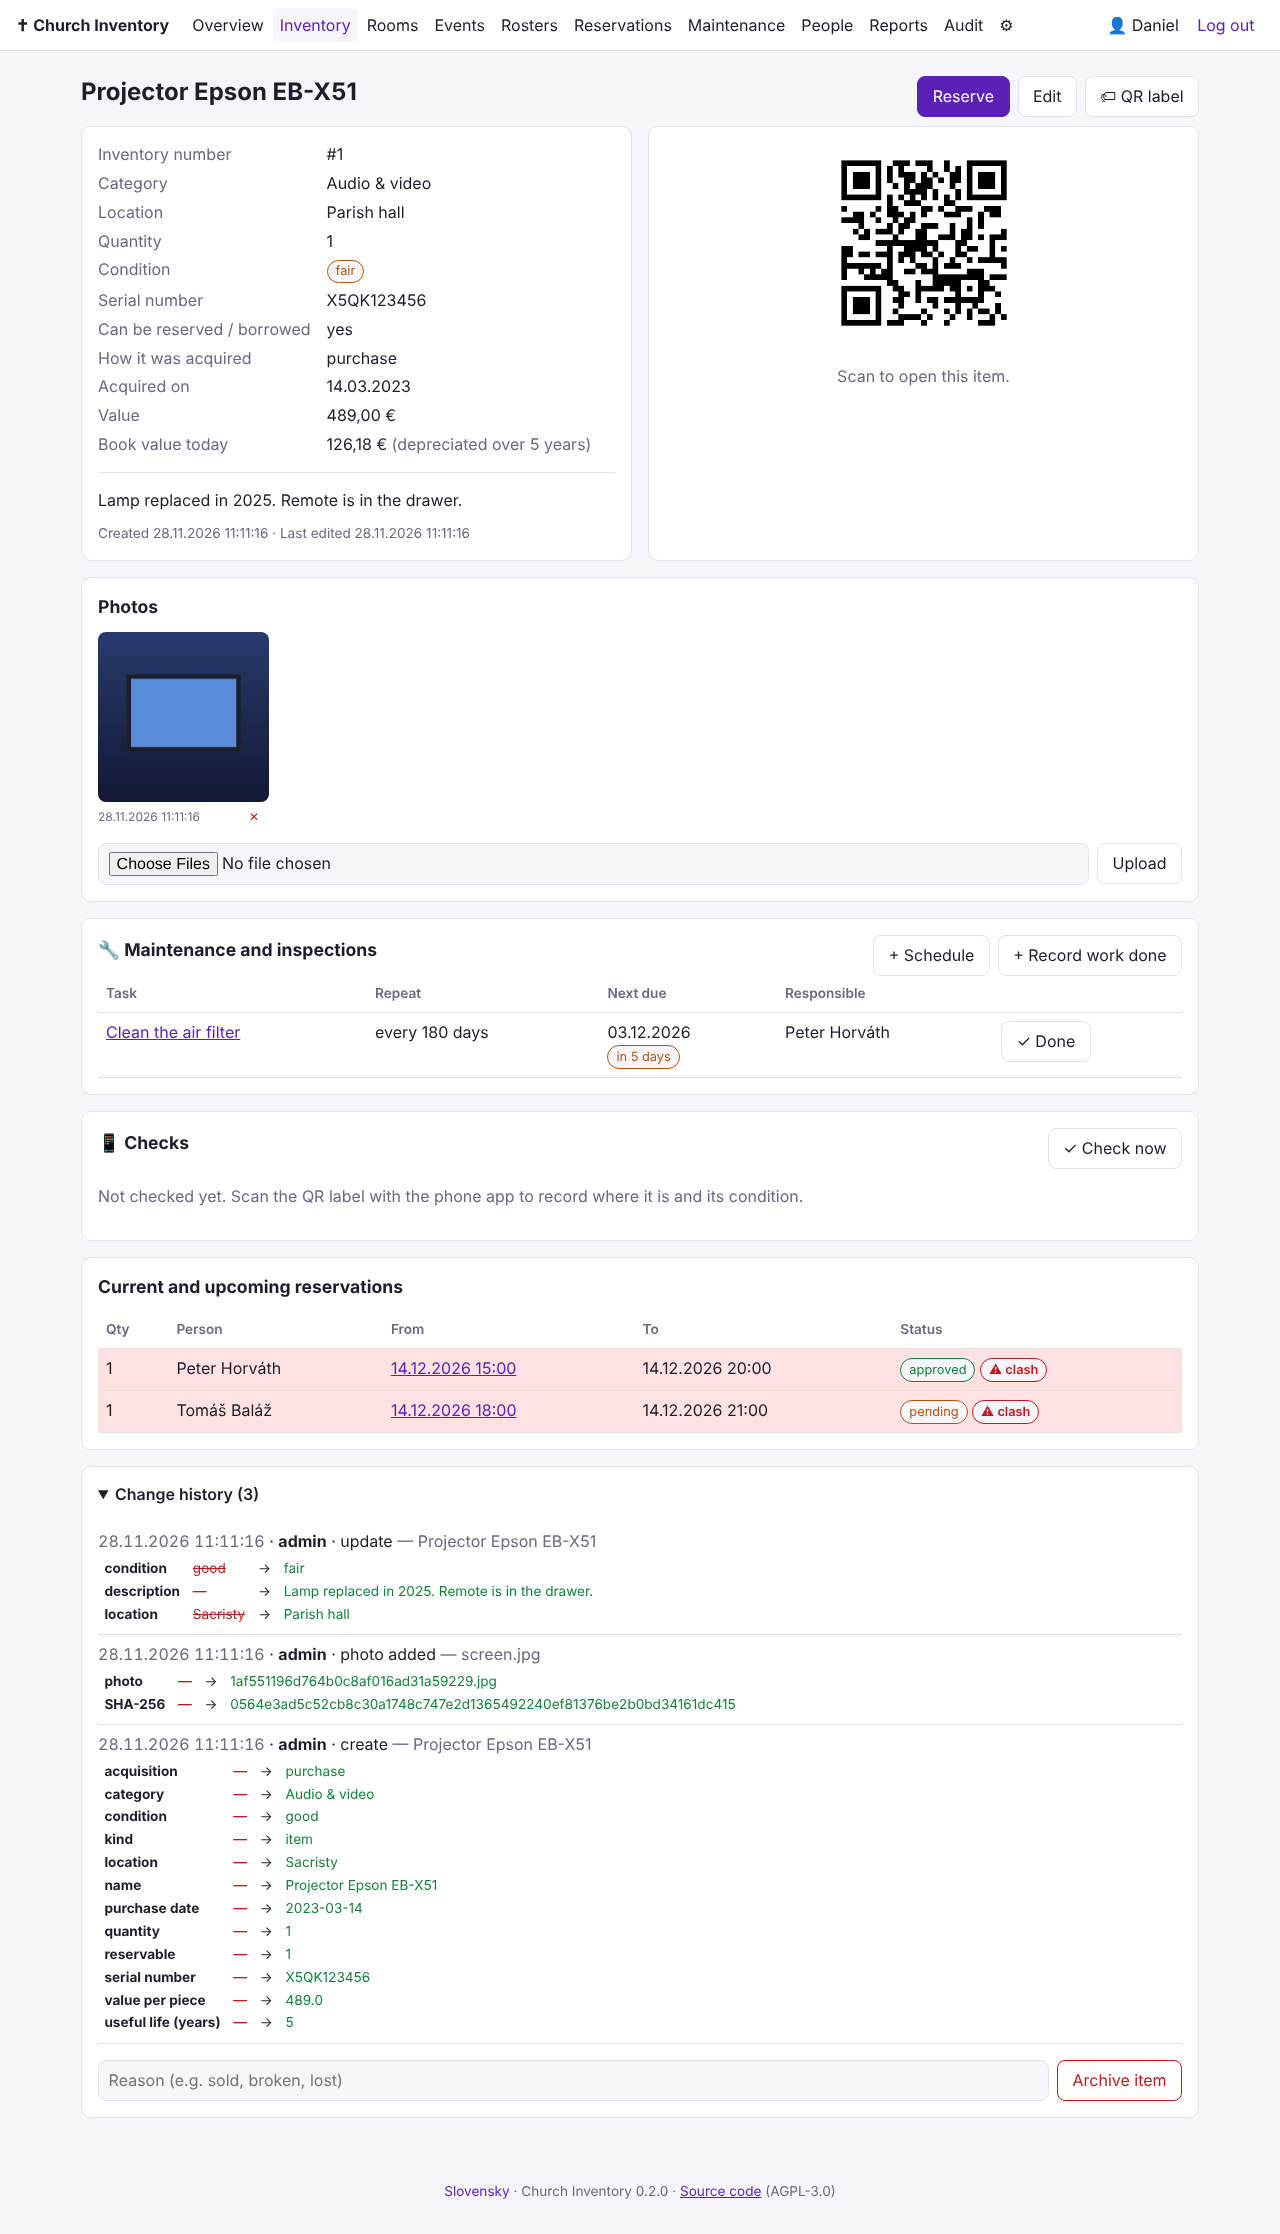 ✝ Church Inventory Overview Inventory Rooms Events Rosters Reservations Maintenance People Reports Audit ⚙ 👤 Daniel Log out
Projector Epson EB-X51 Reserve Edit 🏷 QR label
Inventory number #1
Category Audio & video
Location Parish hall
Quantity 1
Condition fair
Serial number X5QK123456
Can be reserved / borrowed yes
How it was acquired purchase
Acquired on 14.03.2023
Value 489,00 €
Book value today 126,18 € (depreciated over 5 years)
Lamp replaced in 2025. Remote is in the drawer.
Created 28.11.2026 11:11:16 · Last edited 28.11.2026 11:11:16
Scan to open this item.
Photos
28.11.2026 11:11:16 ✕
Choose Files No file chosen Upload
🔧 Maintenance and inspections + Schedule + Record work done
Task Repeat Next due Responsible
Clean the air filter every 180 days 03.12.2026 Peter Horváth ✓ Done
in 5 days
📱 Checks ✓ Check now
Not checked yet. Scan the QR label with the phone app to record where it is and its condition.
Current and upcoming reservations
Qty Person From To Status
1 Peter Horváth 14.12.2026 15:00 14.12.2026 20:00 approved ⚠ clash
1 Tomáš Baláž 14.12.2026 18:00 14.12.2026 21:00 pending ⚠ clash
▼ Change history (3)
28.11.2026 11:11:16 · admin · update — Projector Epson EB-X51
condition good → fair
description — → Lamp replaced in 2025. Remote is in the drawer.
location Sacristy → Parish hall
28.11.2026 11:11:16 · admin · photo added — screen.jpg
photo — → 1af551196d764b0c8af016ad31a59229.jpg
SHA-256 — → 0564e3ad5c52cb8c30a1748c747e2d1365492240ef81376be2b0bd34161dc415
28.11.2026 11:11:16 · admin · create — Projector Epson EB-X51
acquisition — → purchase
category — → Audio & video
condition — → good
kind — → item
location — → Sacristy
name — → Projector Epson EB-X51
purchase date — → 2023-03-14
quantity — → 1
reservable — → 1
serial number — → X5QK123456
value per piece — → 489.0
useful life (years) — → 5
Reason (e.g. sold, broken, lost) Archive item
Slovensky · Church Inventory 0.2.0 · Source code (AGPL-3.0)